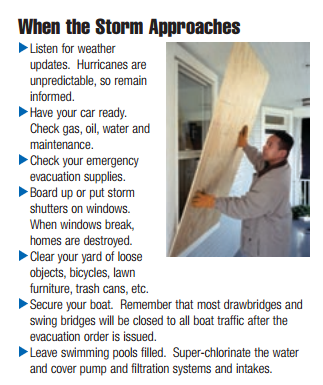 When the Storm Approaches
▶Listen for weather
updates.  Hurricanes are
unpredictable, so remain
informed.
▶Have your car ready.
Check gas, oil, water and
maintenance.
▶Check your emergency
evacuation supplies.
▶Board up or put storm
shutters on windows.
When windows break,
homes are destroyed.
▶Clear your yard of loose
objects, bicycles, lawn
furniture, trash cans, etc.
▶Secure your boat.  Remember that most drawbridges and
swing bridges will be closed to all boat traffic after the
evacuation order is issued.
▶Leave swimming pools filled.  Super-chlorinate the water
and cover pump and filtration systems and intakes.